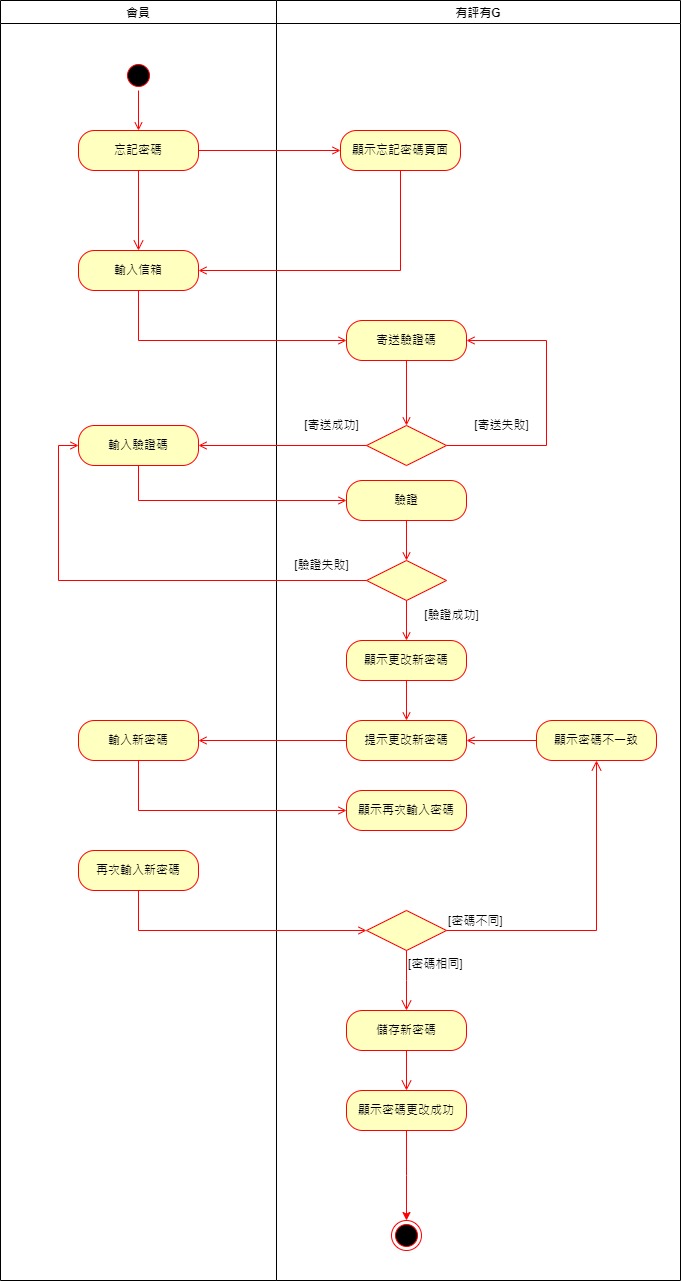 會員
有評有G
忘記密碼
顯示忘記密碼頁面
輸入信箱
寄送驗證碼
[寄送成功]
[寄送失敗]
輸入驗證碼
驗證
[驗證失敗]
[驗證成功]
顯示更改新密碼
輸入新密碼
提示更改新密碼
顯示密碼不一致
顯示再次輸入密碼
再次輸入新密碼
[密碼不同]
[密碼相同]
儲存新密碼
顯示密碼更改成功